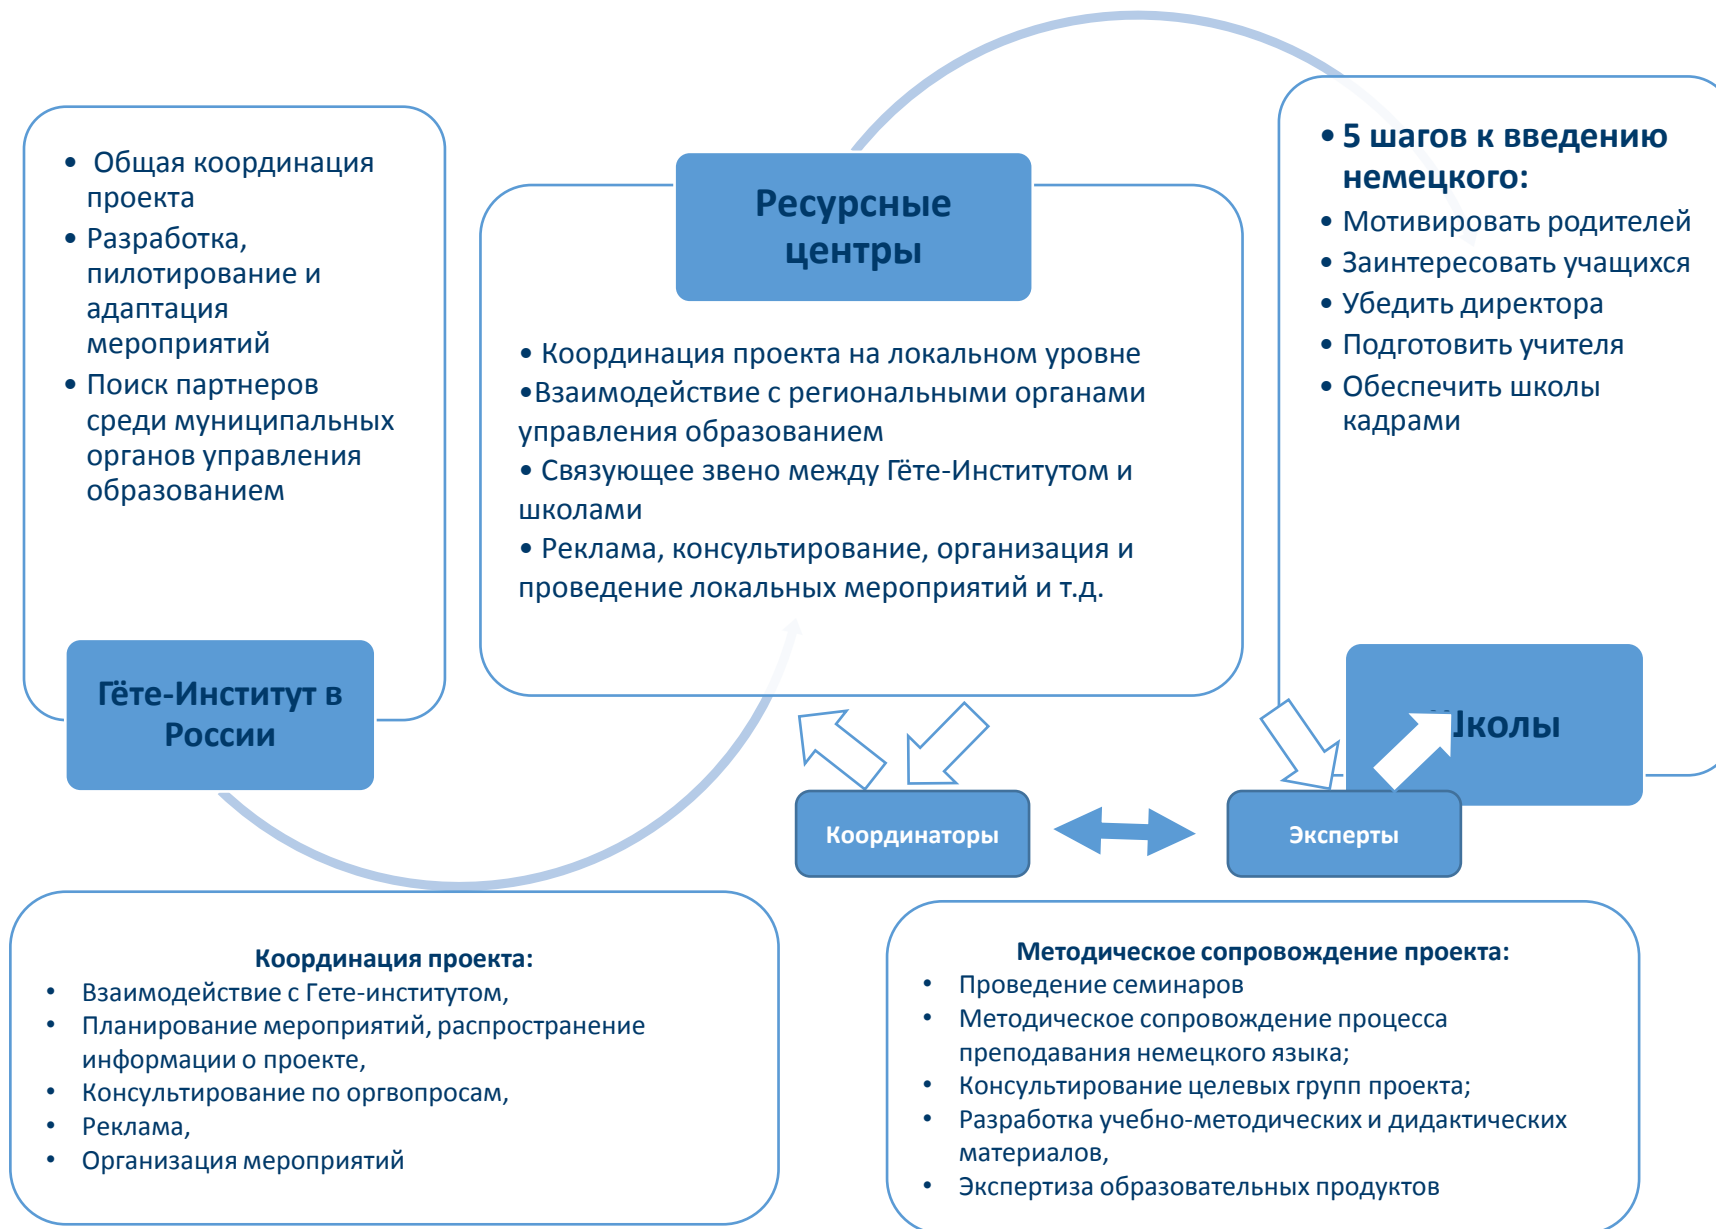 • Общая координация
проекта
• Разработка,
пилотирование и
адаптация
мероприятий
• Поиск партнеров
среди муниципальных
органов управления
образованием
Гёте-Институт в
России
Ресурсные
центры
• Координация проекта на локальном уровне
•Взаимодействие с региональными органами
управления образованием
• Связующее звено между Гёте-Институтом и
школами
• Реклама, консультирование, организация и
проведение локальных мероприятий и т.д.
• 5 шагов к введению
немецкого:
• Мотивировать родителей
• Заинтересовать учащихся
• Убедить директора
• Подготовить учителя
• Обеспечить школы
кадрами
Школы
Координаторы
Эксперты
Координация проекта:
• Взаимодействие с Гете-институтом,
• Планирование мероприятий, распространение
информации о проекте,
• Консультирование по оргвопросам,
• Реклама,
• Организация мероприятий
Методическое сопровождение проекта:
• Проведение семинаров
• Методическое сопровождение процесса
преподавания немецкого языка;
• Консультирование целевых групп проекта;
• Разработка учебно-методических и дидактических
материалов,
• Экспертиза образовательных продуктов